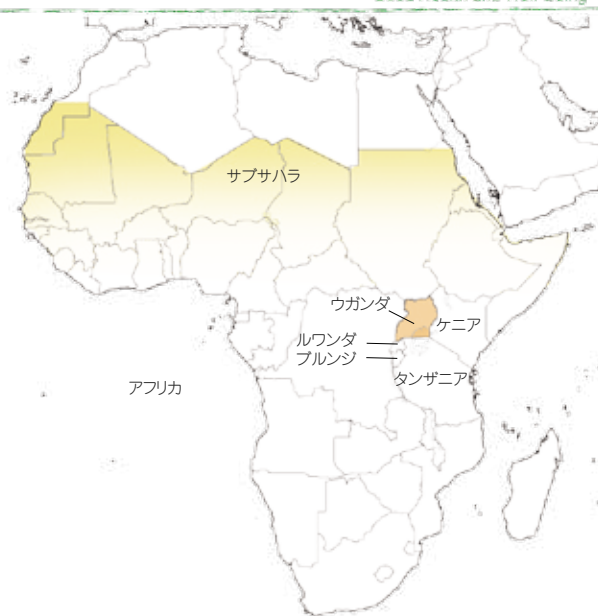 サブサハラ
ウガンダ
ケニア
ルワンダ
ブルンジ
タンザニア
アフリカ